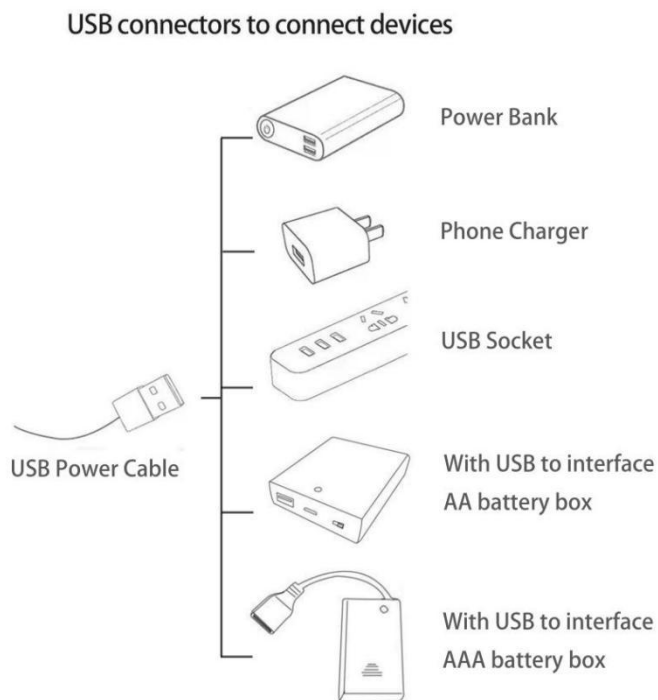 USB connectors to connect devices
Power Bank
Phone Charger
USB Socket
USB Power Cable
With USB to interface
AA battery box
With USB to interface
AAA battery box